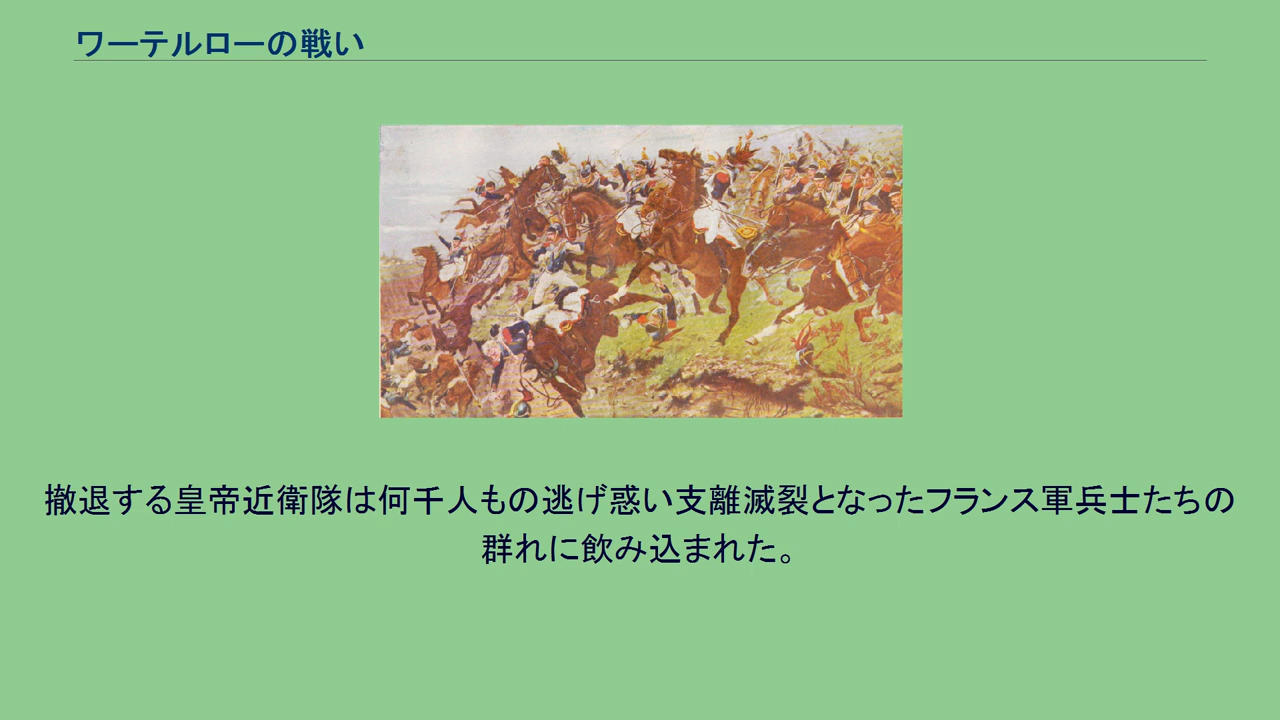 ワーテルローの戦い
撤退する皇帝近衛隊は何千人もの逃げ惑い支離滅裂となったフランス軍兵士たちの
群れに飲み込まれた。